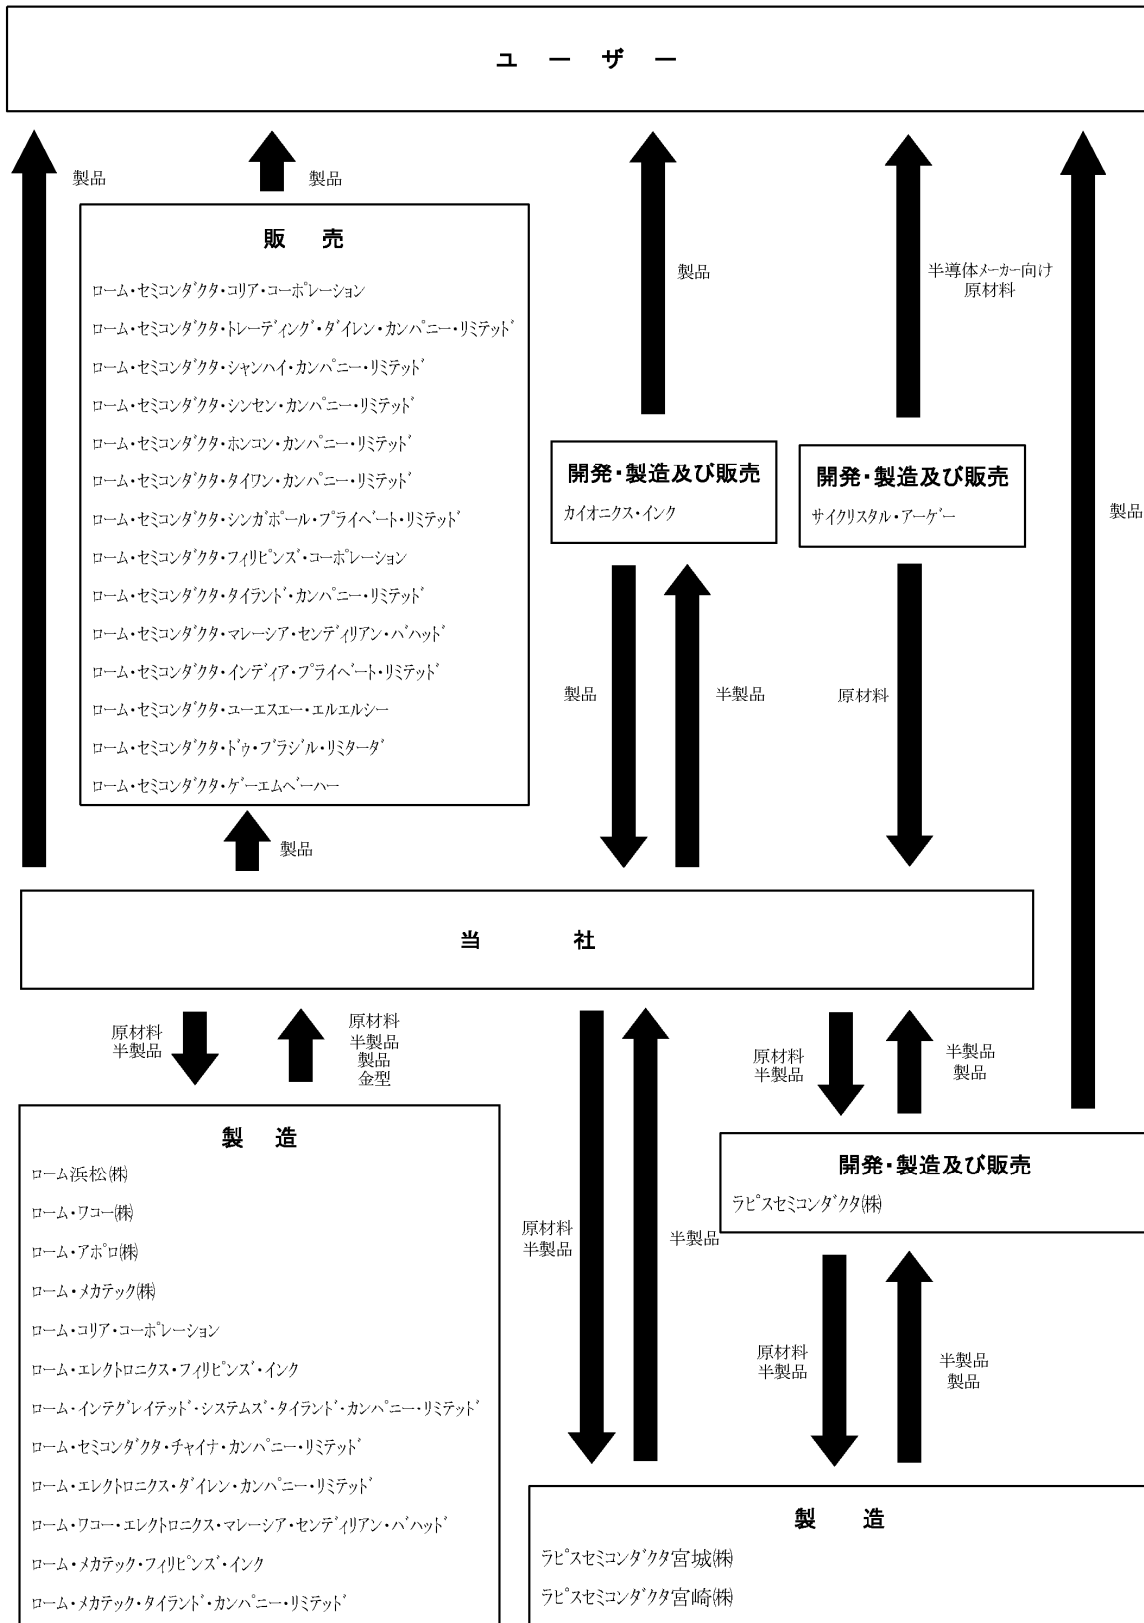 ユーザー
製品
製品
販売
ローム・セミコンダクタ・コリア・コーポレーション
ローム・セミコンダクタ・トレーディング・ダイレン・カンパニー・リミテッド
ローム・セミコンダクタ・シャンハイ・カンパニー・リミテッド
ローム・セミコンダクタ・シンセン・カンパニー・リミテッド
ローム・セミコンダクタ・ホンコン・カンパニー・リミテッド
ローム・セミコンダクタ・タイワン・カンパニー・リミテッド
ローム・セミコンダクタ・シンガポール・プライベート・リミテッド
ローム・セミコンダクタ・フィリピンズ・コーポレーション
ローム・セミコンダクタ・タイランド・カンパニー・リミテッド
ローム・セミコンダクタ・マレーシア・センディリアン・バハッド
ローム・セミコンダクタ・インディア・プライベート・リミテッド
ローム・セミコンダクタ・ユーエスエー・エルエルシー
ローム・セミコンダクタ・ドゥ・ブラジル・リミターダ
ローム・セミコンダクタ・ゲーエムベーハー
製品
製品
半導体メーカー向け
原材料
開発・製造及び販売
カイオニクス・インク
開発・製造及び販売
サイクリスタル・アーゲー
製品
製品
半製品
原材料
当社
原材料
半製品
原材料
半製品
製品
金型
原材料
半製品
半製品
製品
製造
ローム浜松㈱
ローム・ワコー㈱
ローム・アポロ㈱
ローム・メカテック㈱
ローム・コリア・コーポレーション
ローム・エレクトロニクス・フィリピンズ・インク
ローム・インテグレイテッド・システムズ・タイランド・カンパニー・リミテッド
ローム・セミコンダクタ・チャイナ・カンパニー・リミテッド
ローム・エレクトロニクス・ダイレン・カンパニー・リミテッド
ローム・ワコー・エレクトロニクス・マレーシア・センディリアン・バハッド
ローム・メカテック・フィリピンズ・インク
ローム・メカテック・タイランド・カンパニー・リミテッド
原材料
半製品
半製品
開発・製造及び販売
ラピスセミコンダクタ㈱
原材料
半製品
半製品
製品
製造
ラピスセミコンダクタ宮城㈱
ラピスセミコンダクタ宮崎㈱